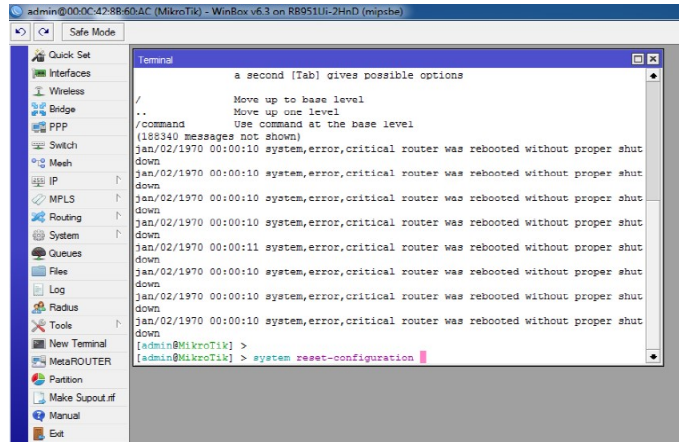 admin@00:0C:42:8B:60:AC (MikroTik) - WinBox v6.3 on RB951Ui-2HnD (mipsbe)
Safe Mode
Quick Set
Interfaces
Wireless
Bridge
PPP
Switch
Mesh
IP
MPLS
Routing
System
Queues
Files
Log
Radius
Tools
New Terminal
MetaROUTER
Partition
Make Supout.rif
Manual
Exit
Terminal
a second [Tab] gives possible options
/ Move up to base level
.. Move up one level
/command Use command at the base level
(188340 messages not shown)
jan/02/1970 00:00:10 system,error,critical router was rebooted without proper shut
down
jan/02/1970 00:00:10 system,error,critical router was rebooted without proper shut
down
jan/02/1970 00:00:10 system,error,critical router was rebooted without proper shut
down
jan/02/1970 00:00:10 system,error,critical router was rebooted without proper shut
down
jan/02/1970 00:00:11 system,error,critical router was rebooted without proper shut
down
jan/02/1970 00:00:10 system,error,critical router was rebooted without proper shut
down
jan/02/1970 00:00:10 system,error,critical router was rebooted without proper shut
down
jan/02/1970 00:00:10 system,error,critical router was rebooted without proper shut
down
[admin@MikroTik] >
[admin@MikroTik] > system reset-configuration